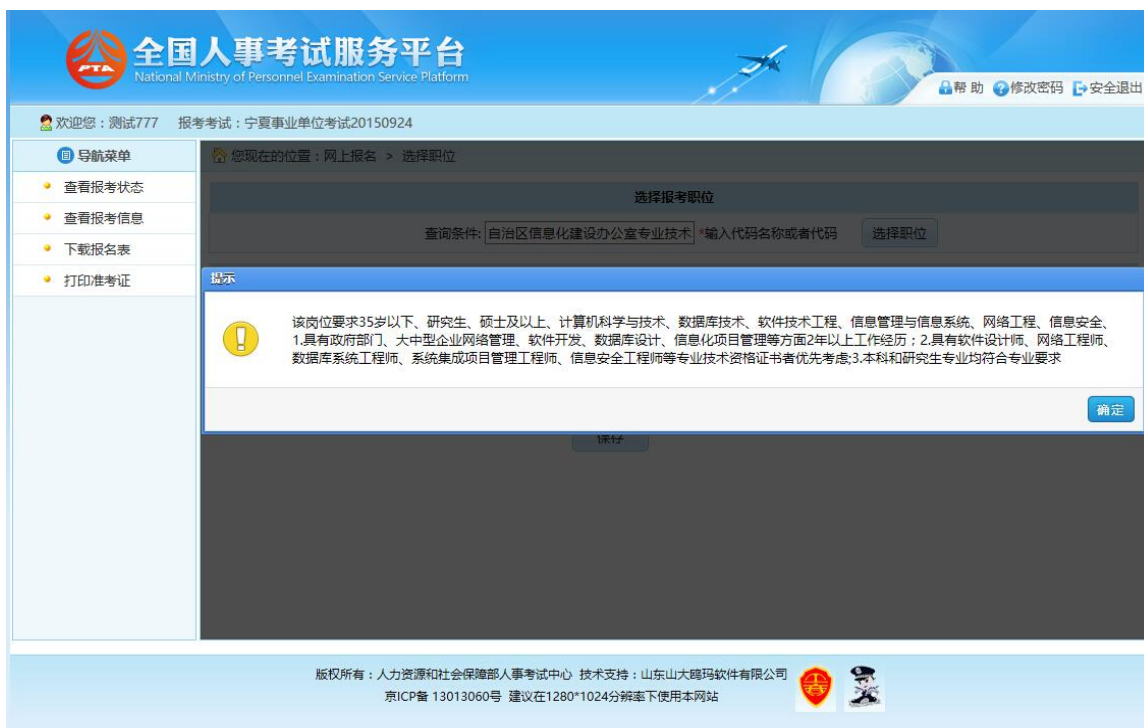 全国人事考试服务平台
National Ministry of Personnel Examination Service Platform
PTA
帮 助 修改密码 安全退出
欢迎您：测试777 报考考试：宁夏事业单位考试20150924
导航菜单
查看报考状态
查看报考信息
下载报名表
打印准考证
您现在的位置：网上报名 > 选择职位
选择报考职位
查询条件: 自治区信息化建设办公室专业技术 *输入代码名称或者代码 选择职位
提示
该岗位要求35岁以下、研究生、硕士及以上、计算机科学与技术、数据库技术、软件技术工程、信息管理与信息系统、网络工程、信息安全、
1.具有政府部门、大中型企业网络管理、软件开发、数据库设计、信息化项目管理等方面2年以上工作经历；2.具有软件设计师、网络工程师、
数据库系统工程师、系统集成项目管理工程师、信息安全工程师等专业技术资格证书者优先考虑;3.本科和研究生专业均符合专业要求
确定
保存
版权所有：人力资源和社会保障部人事考试中心 技术支持：山东山大鸥玛软件有限公司
京ICP备 13013060号 建议在1280*1024分辨率下使用本网站